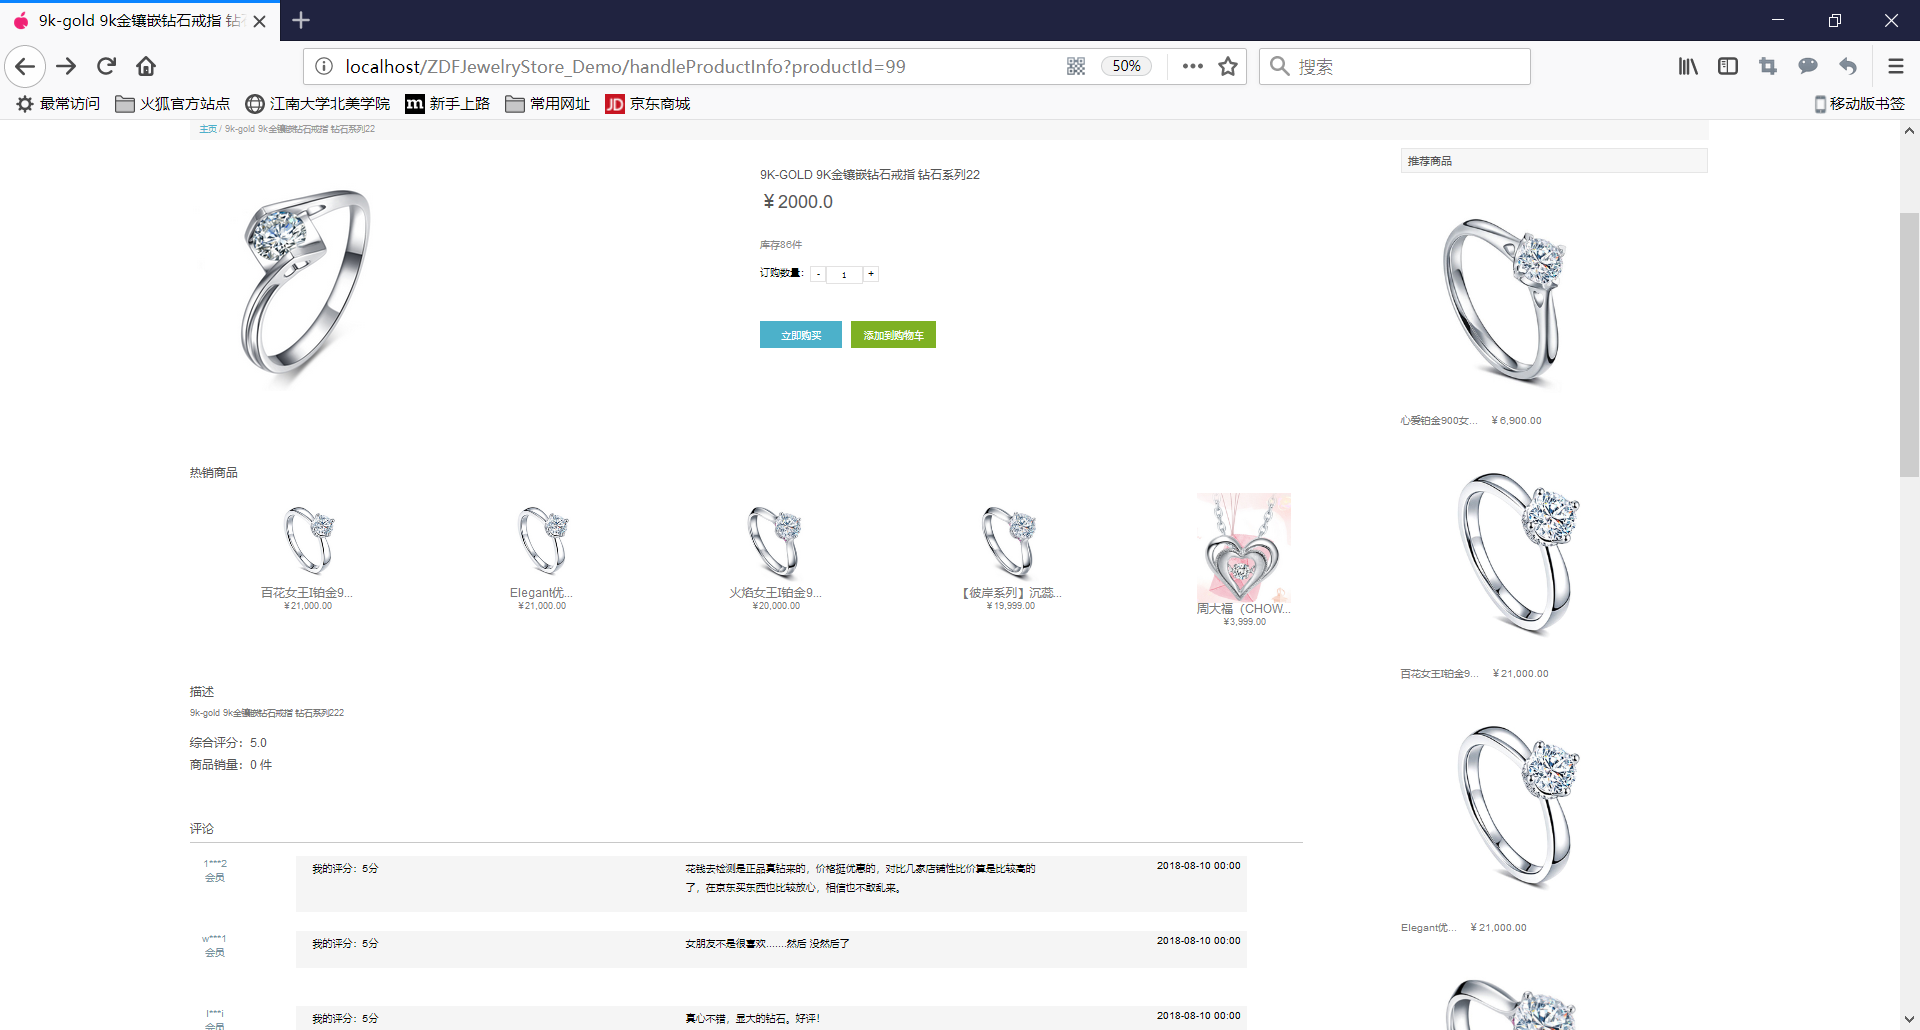 9k-gold 9k金镶嵌钻石戒指 钻石
localhost/ZDFJewelryStore_Demo/handleProductInfo?productId=99
50%
搜索
最常访问
火狐官方站点
江南大学北美学院
新手上路
常用网址
JD
京东商城
移动版书签
主页 / 9k-gold 9k金镶嵌钻石戒指 钻石系列22
推荐商品
9K-GOLD 9K金镶嵌钻石戒指 钻石系列22
￥2000.0
库存86件
订购数量：
-
1
+
立即购买
添加到购物车
心爱铂金900女...
￥6,900.00
热销商品
百花女王I铂金9...
￥21,000.00
Elegant优...
￥21,000.00
火焰女王I铂金9...
￥20,000.00
【彼岸系列】沉蕊...
￥19,999.00
周大福（CHOW...
￥3,999.00
百花女王I铂金9...
￥21,000.00
描述
9k-gold 9k金镶嵌钻石戒指 钻石系列222
综合评分：5.0
商品销量：0 件
评论
1***2
会员
我的评分：5分
花钱去检测是正品真钻来的，价格挺优惠的，对比几家店铺性比价算是比较高的
了，在京东买东西也比较放心，相信也不敢乱来。
2018-08-10 00:00
Elegant优...
￥21,000.00
w***1
会员
我的评分：5分
女朋友不是很喜欢.......然后 没然后了
2018-08-10 00:00
l***i
会员
我的评分：5分
真心不错，显大的钻石。好评！
2018-08-10 00:00